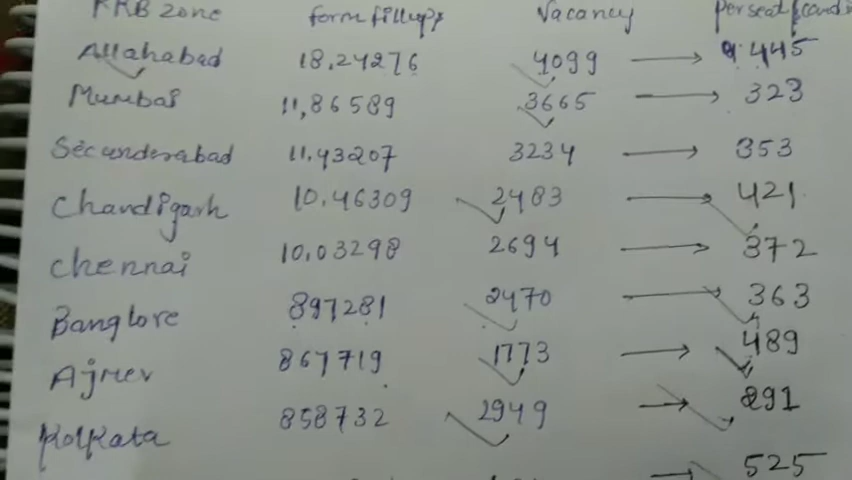 RRB zone form fillups Vacancy per seat
Allahabad 18,24276 4099 → 445
Mumbai 11,86589 3665 → 323
Secunderabad 11,43207 3234 → 353
Chandigarh 10,46309 2483 → 421
Chennai 10,03298 2694 → 372
Banglore 897281 2470 → 363
Ajmer 867719 1773 → 489
Kolkata 858732 2949 → 291
→ 525